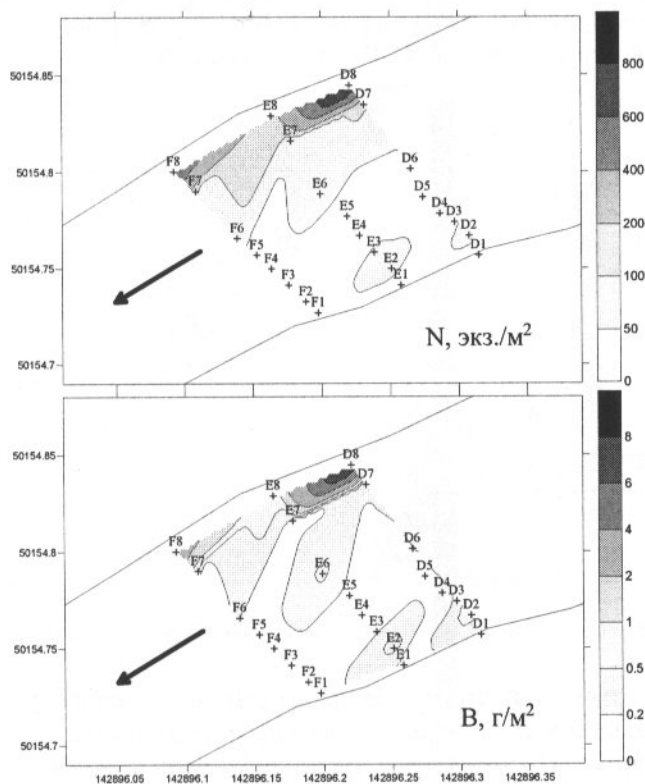 800
50154.85
D8
D7
E8
600
E7
F8
400
50154.8
D6
F7
E6
D5
200
E5
D4
D3
F6
E4
D2
F5
E3
D1
100
50154.75
F4
E2
F3
E1
50
F2
F1
N, экз./м²
50154.7
0
8
50154.85
D8
D7
E8
6
E7
4
50154.8
F8
D6
F7
E6
D5
2
E5
D4
D3
F6
E4
D2
1
F5
E3
D1
50154.75
F4
E2
F3
E1
0.5
F2
F1
B, г/м²
0.2
50154.7
0
142896.05 142896.1 142896.15 142896.2 142896.25 142896.3 142896.35